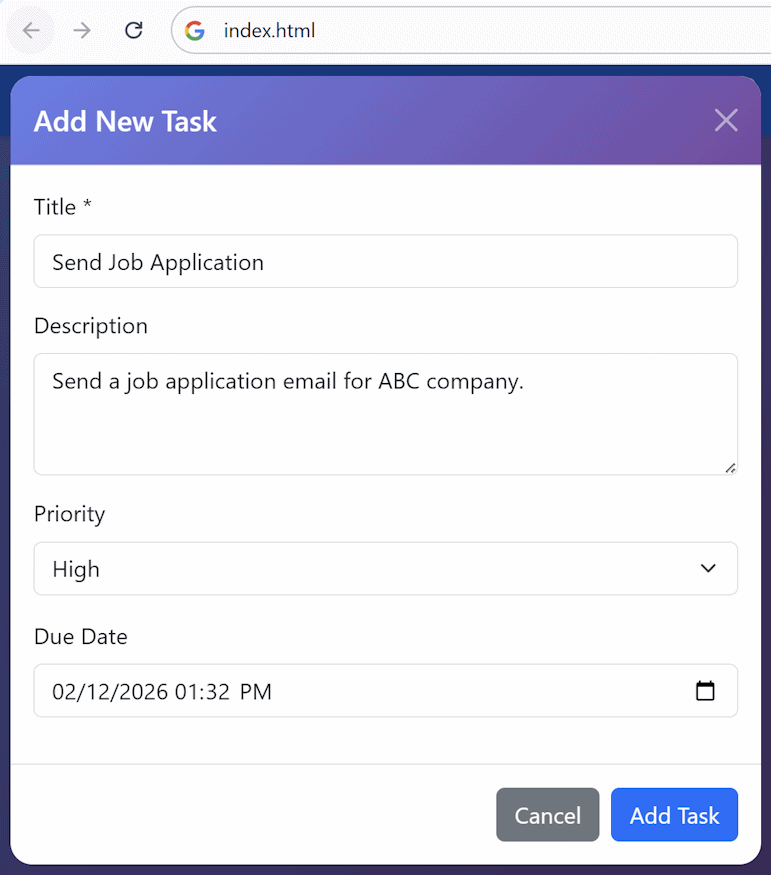 index.html
Add New Task
Title *
Send Job Application
Description
Send a job application email for ABC company.
Priority
High
Due Date
02/12/2026 01:32 PM
Cancel Add Task